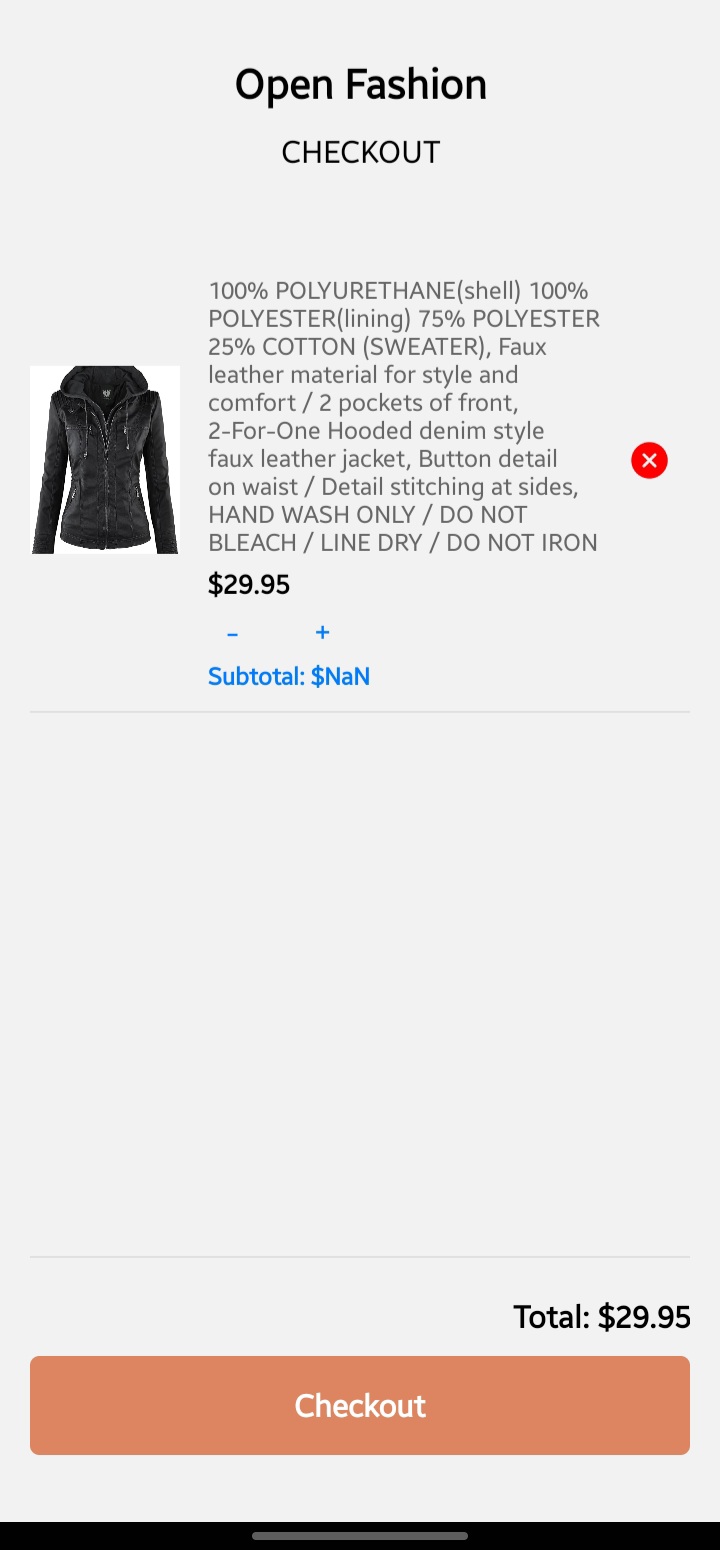 Open Fashion
CHECKOUT
100% POLYURETHANE(shell) 100%
POLYESTER(lining) 75% POLYESTER
25% COTTON (SWEATER), Faux
leather material for style and
comfort / 2 pockets of front,
2-For-One Hooded denim style
faux leather jacket, Button detail
on waist / Detail stitching at sides,
HAND WASH ONLY / DO NOT
BLEACH / LINE DRY / DO NOT IRON
$29.95
- +
Subtotal: $NaN
Total: $29.95
Checkout